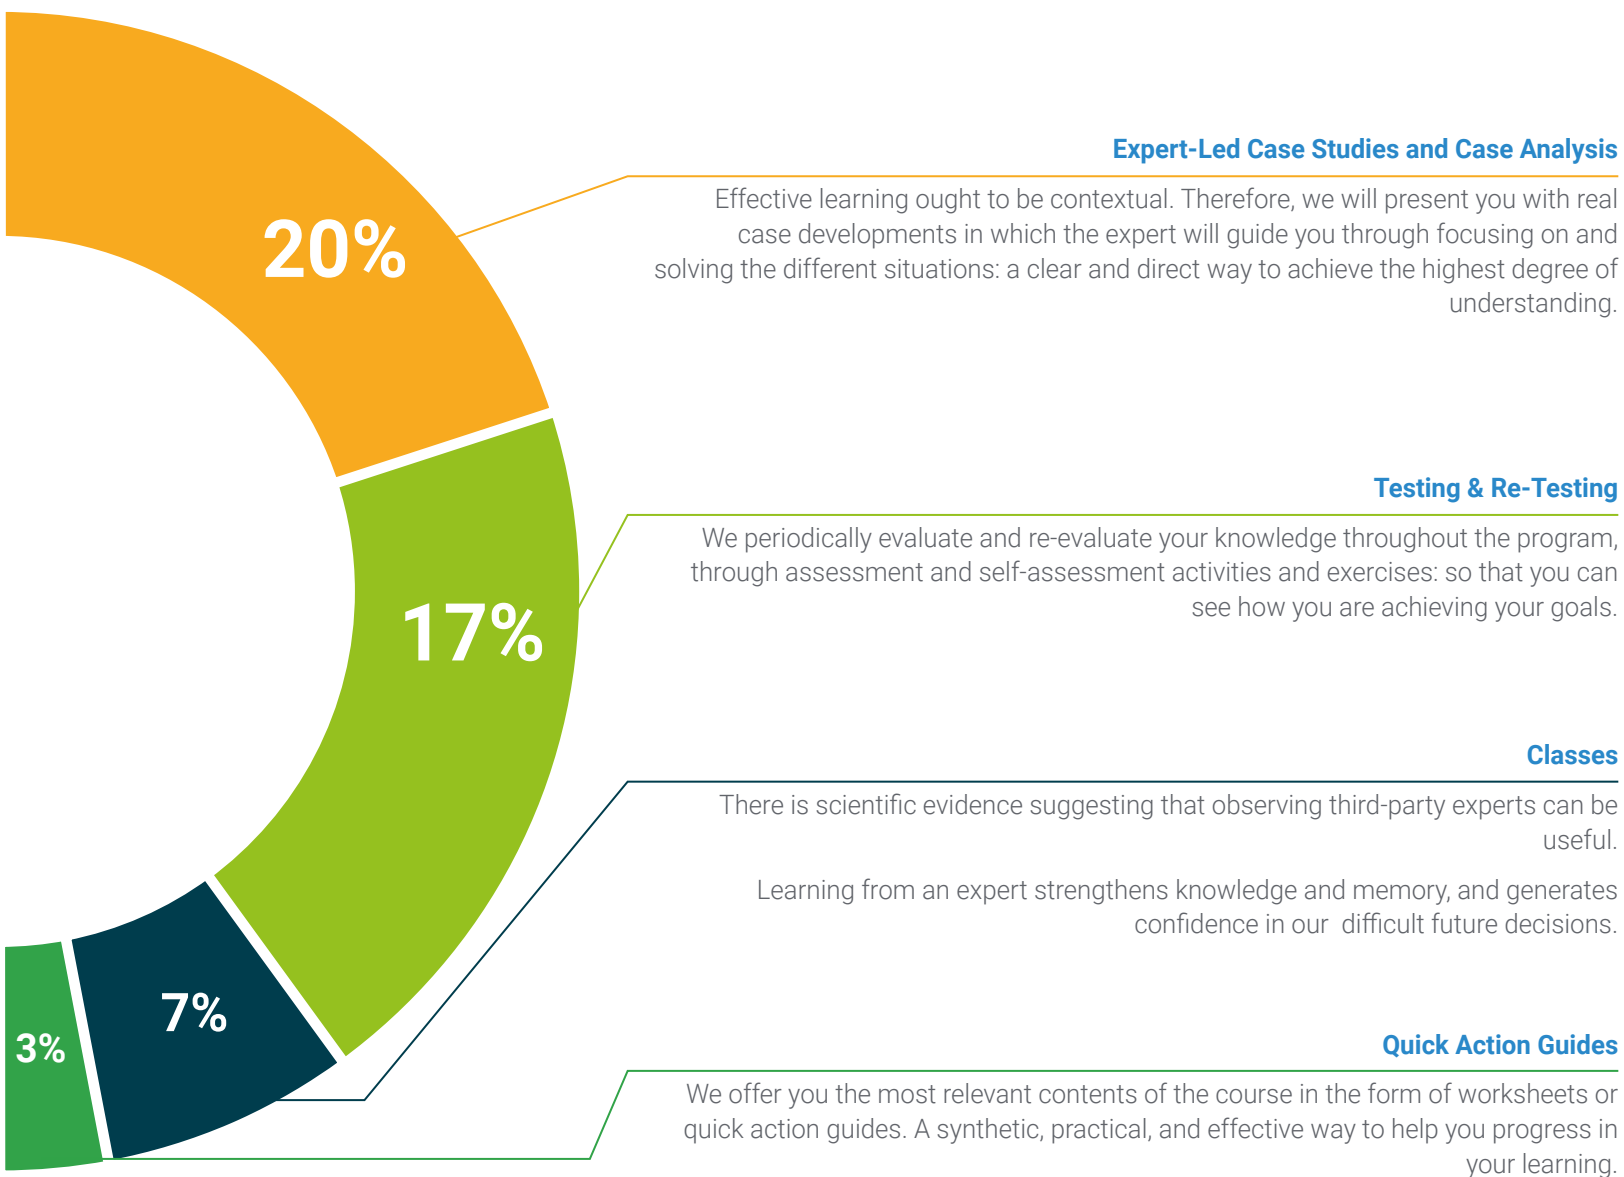 Expert-Led Case Studies and Case Analysis
Effective learning ought to be contextual. Therefore, we will present you with real
case developments in which the expert will guide you through focusing on and
solving the different situations: a clear and direct way to achieve the highest degree of
understanding.
20%
Testing & Re-Testing
We periodically evaluate and re-evaluate your knowledge throughout the program,
through assessment and self-assessment activities and exercises: so that you can
see how you are achieving your goals.
17%
Classes
There is scientific evidence suggesting that observing third-party experts can be
useful.
Learning from an expert strengthens knowledge and memory, and generates
confidence in our difficult future decisions.
7%
Quick Action Guides
We offer you the most relevant contents of the course in the form of worksheets or
quick action guides. A synthetic, practical, and effective way to help you progress in
your learning.
3%